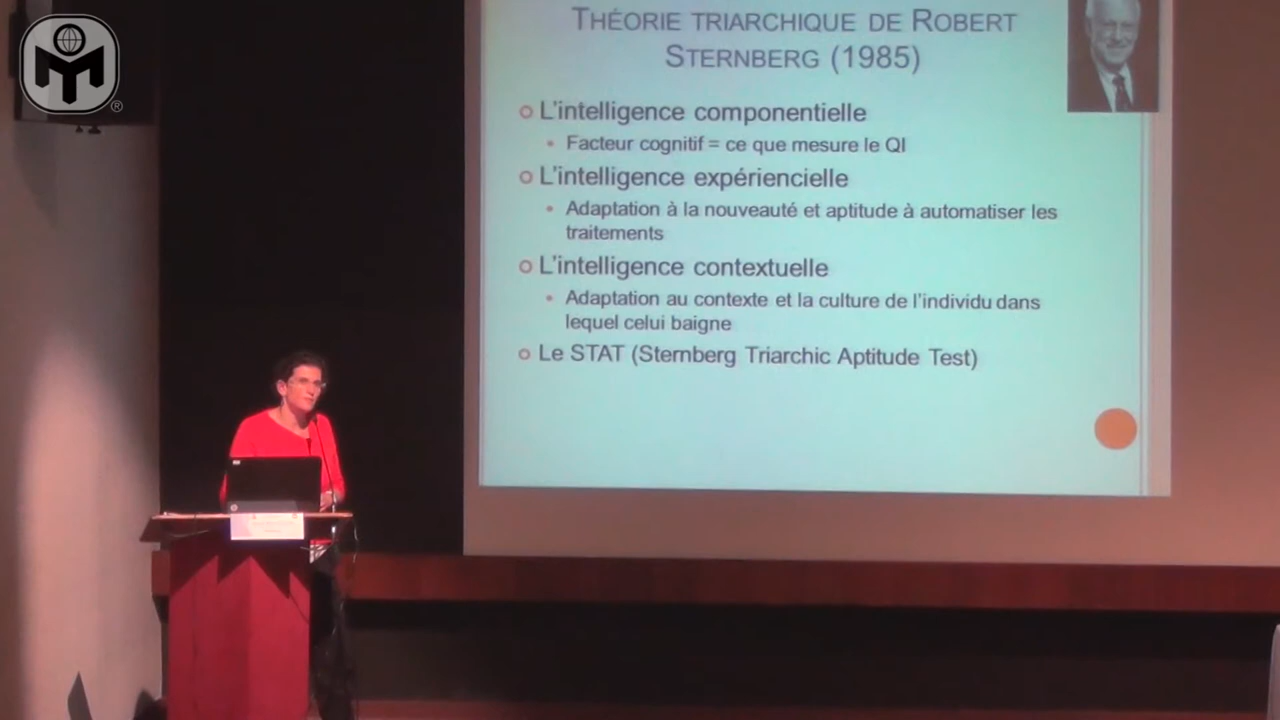 THÉORIE TRIARCHIQUE DE ROBERT
STERNBERG (1985)
L'intelligence componentielle
Facteur cognitif = ce que mesure le QI
L'intelligence expériencielle
Adaptation à la nouveauté et aptitude à automatiser les
traitements
L'intelligence contextuelle
Adaptation au contexte et la culture de l'individu dans
lequel celui baigne
Le STAT (Sternberg Triarchic Aptitude Test)